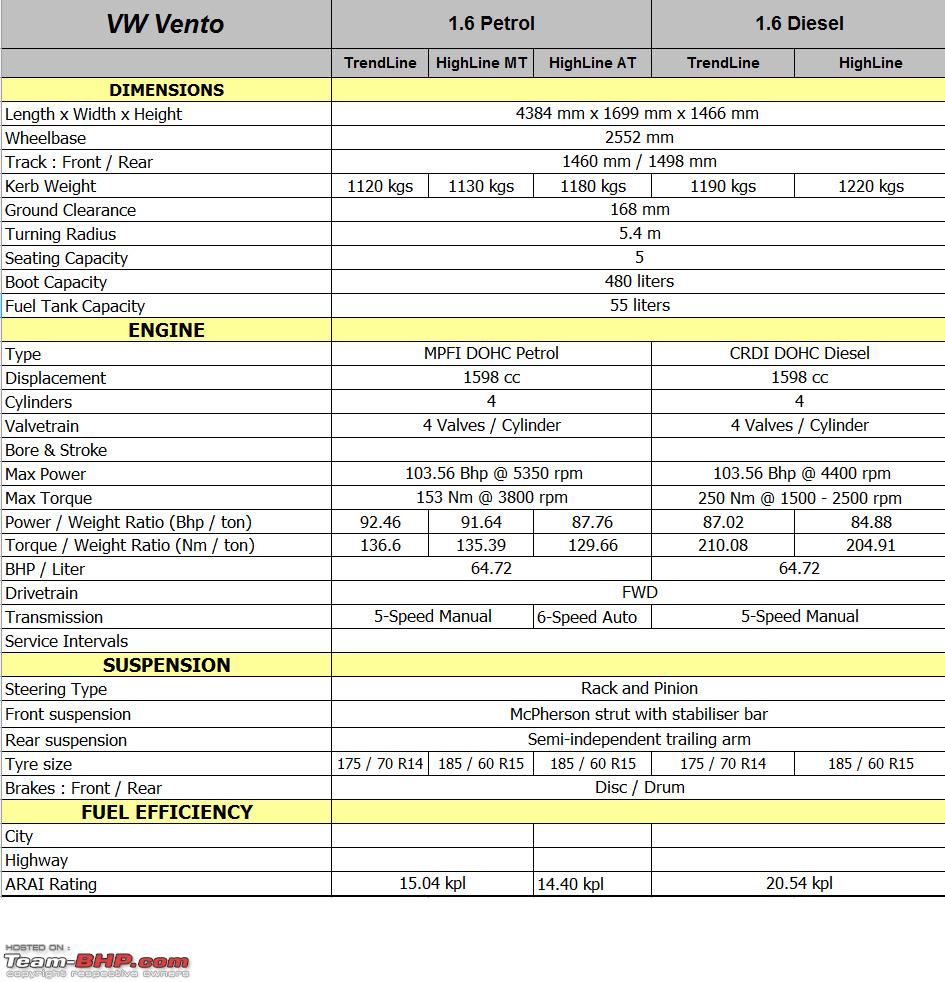 VW Vento 1.6 Petrol 1.6 Diesel
TrendLine HighLine MT HighLine AT TrendLine HighLine
DIMENSIONS
Length x Width x Height 4384 mm x 1699 mm x 1466 mm
Wheelbase 2552 mm
Track : Front / Rear 1460 mm / 1498 mm
Kerb Weight 1120 kgs 1130 kgs 1180 kgs 1190 kgs 1220 kgs
Ground Clearance 168 mm
Turning Radius 5.4 m
Seating Capacity 5
Boot Capacity 480 liters
Fuel Tank Capacity 55 liters
ENGINE
Type MPFI DOHC Petrol CRDI DOHC Diesel
Displacement 1598 cc 1598 cc
Cylinders 4 4
Valvetrain 4 Valves / Cylinder 4 Valves / Cylinder
Bore & Stroke
Max Power 103.56 Bhp @ 5350 rpm 103.56 Bhp @ 4400 rpm
Max Torque 153 Nm @ 3800 rpm 250 Nm @ 1500 - 2500 rpm
Power / Weight Ratio (Bhp / ton) 92.46 91.64 87.76 87.02 84.88
Torque / Weight Ratio (Nm / ton) 136.6 135.39 129.66 210.08 204.91
BHP / Liter 64.72 64.72
Drivetrain FWD
Transmission 5-Speed Manual 6-Speed Auto 5-Speed Manual
Service Intervals
SUSPENSION
Steering Type Rack and Pinion
Front suspension McPherson strut with stabiliser bar
Rear suspension Semi-independent trailing arm
Tyre size 175 / 70 R14 185 / 60 R15 185 / 60 R15 175 / 70 R14 185 / 60 R15
Brakes : Front / Rear Disc / Drum
FUEL EFFICIENCY
City
Highway
ARAI Rating 15.04 kpl 14.40 kpl 20.54 kpl
HOSTED ON :
Team-BHP.com
copyright respective owners